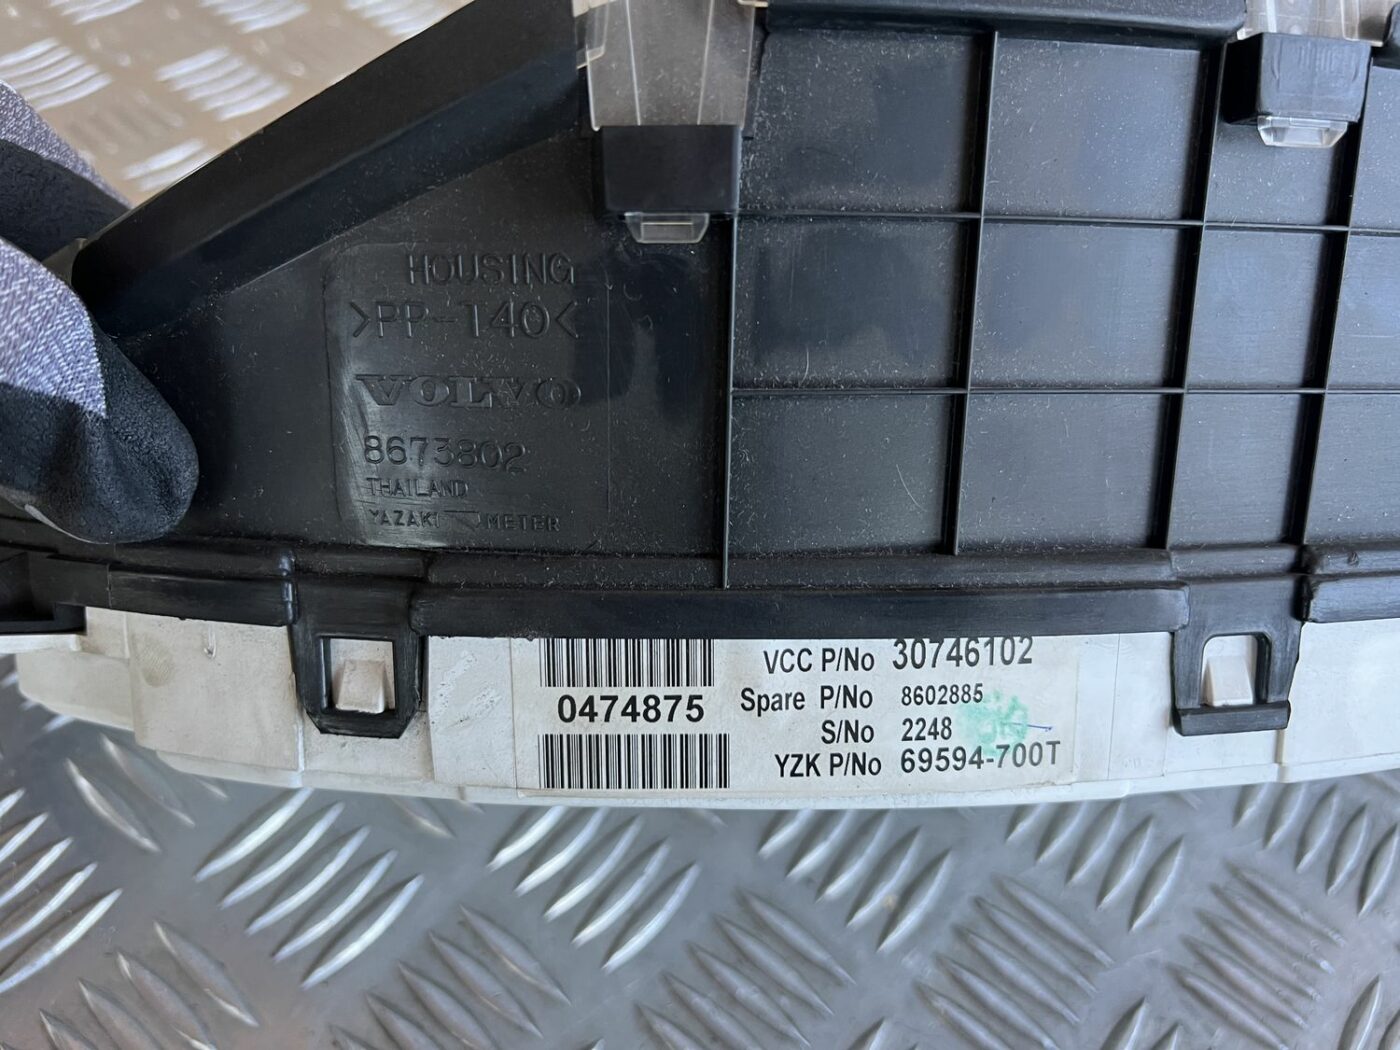 HOUSING
>PP-T40<
VOLVO
8673802
THAILAND
YAZAKI METER
0474875
VCC P/No 30746102
Spare P/No 8602885
S/No 2248
YZK P/No 69594-700T